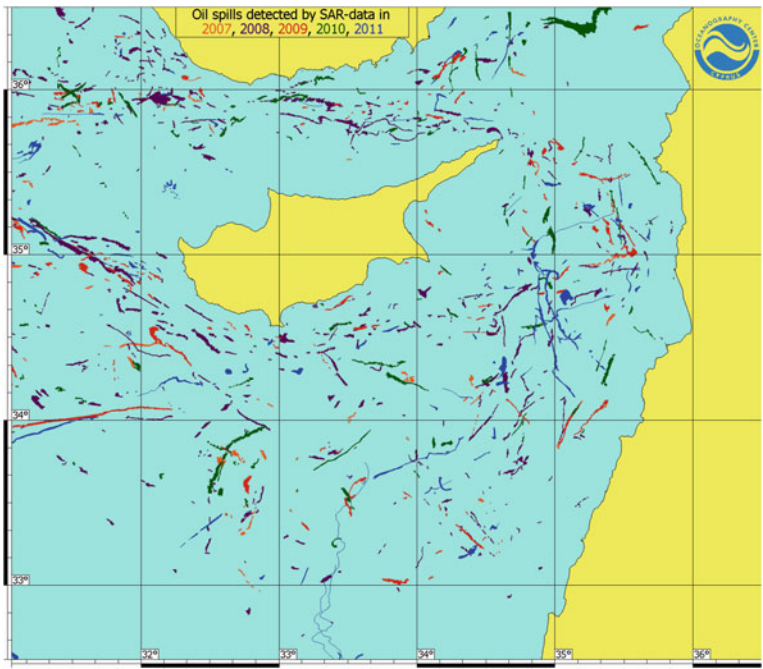 Oil spills detected by SAR-data in
2007, 2008, 2009, 2010, 2011
OCEANOGRAPHY CENTER
CYPRUS
36°
35°
34°
33°
32°
33°
34°
35°
36°